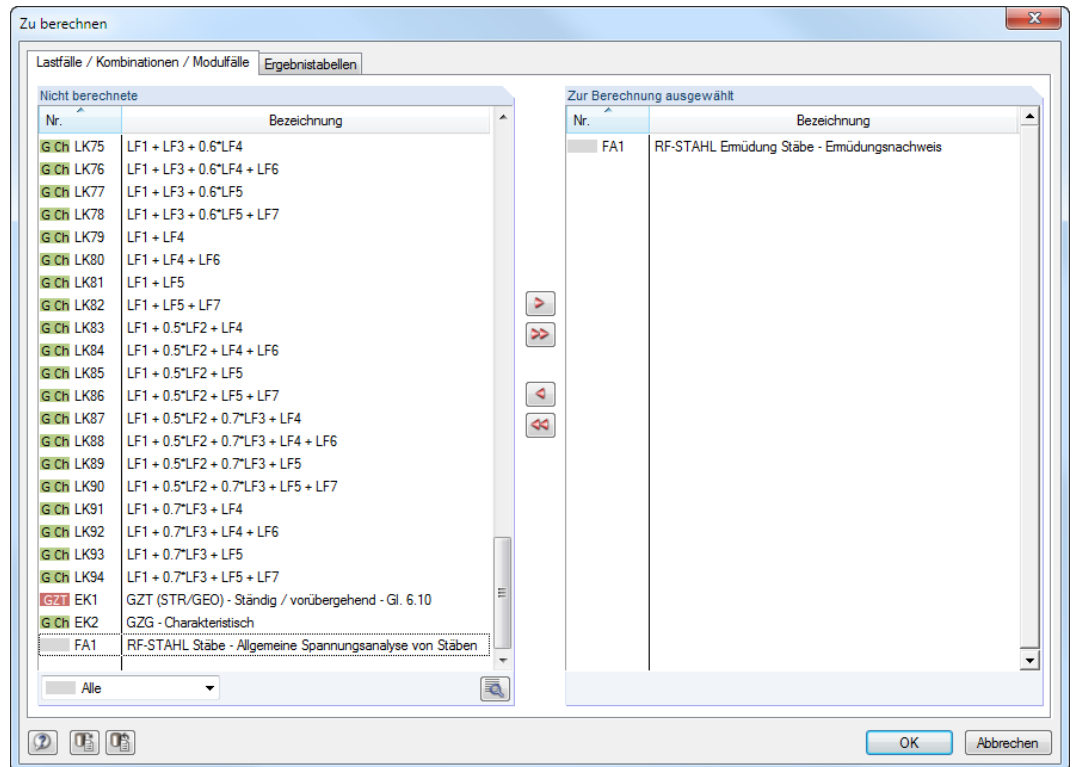 Zu berechnen
Lastfälle / Kombinationen / Modulfälle Ergebnistabellen
Nicht berechnete
Nr. Bezeichnung
G Ch LK75 LF1 + LF3 + 0.6*LF4
G Ch LK76 LF1 + LF3 + 0.6*LF4 + LF6
G Ch LK77 LF1 + LF3 + 0.6*LF5
G Ch LK78 LF1 + LF3 + 0.6*LF5 + LF7
G Ch LK79 LF1 + LF4
G Ch LK80 LF1 + LF4 + LF6
G Ch LK81 LF1 + LF5
G Ch LK82 LF1 + LF5 + LF7
G Ch LK83 LF1 + 0.5*LF2 + LF4
G Ch LK84 LF1 + 0.5*LF2 + LF4 + LF6
G Ch LK85 LF1 + 0.5*LF2 + LF5
G Ch LK86 LF1 + 0.5*LF2 + LF5 + LF7
G Ch LK87 LF1 + 0.5*LF2 + 0.7*LF3 + LF4
G Ch LK88 LF1 + 0.5*LF2 + 0.7*LF3 + LF4 + LF6
G Ch LK89 LF1 + 0.5*LF2 + 0.7*LF3 + LF5
G Ch LK90 LF1 + 0.5*LF2 + 0.7*LF3 + LF5 + LF7
G Ch LK91 LF1 + 0.7*LF3 + LF4
G Ch LK92 LF1 + 0.7*LF3 + LF4 + LF6
G Ch LK93 LF1 + 0.7*LF3 + LF5
G Ch LK94 LF1 + 0.7*LF3 + LF5 + LF7
GZT EK1 GZT (STR/GEO) - Ständig / vorübergehend - Gl. 6.10
G Ch EK2 GZG - Charakteristisch
FA1 RF-STAHL Stäbe - Allgemeine Spannungsanalyse von Stäben
Alle
Zur Berechnung ausgewählt
Nr. Bezeichnung
FA1 RF-STAHL Ermüdung Stäbe - Ermüdungsnachweis
OK Abbrechen